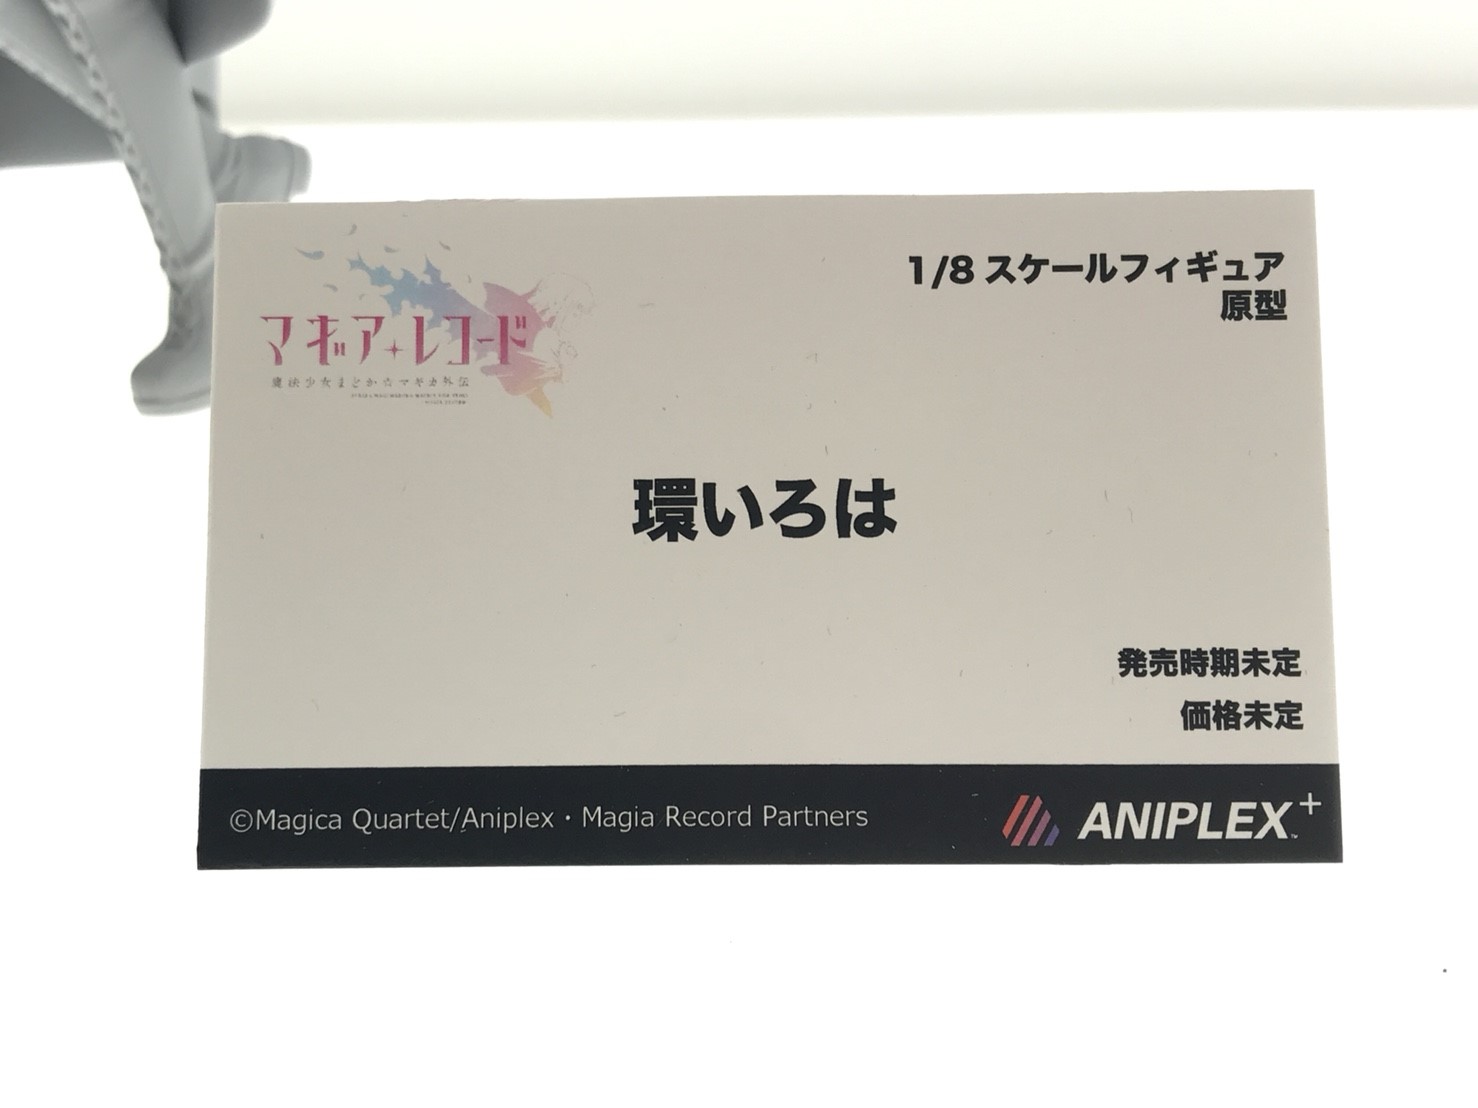 1/8 スケールフィギュア
原型
マギア✦レコード
魔法少女まどか☆マギカ外伝
環いろは
発売時期未定
価格未定
©Magica Quartet/Aniplex・Magia Record Partners
ANIPLEX+™